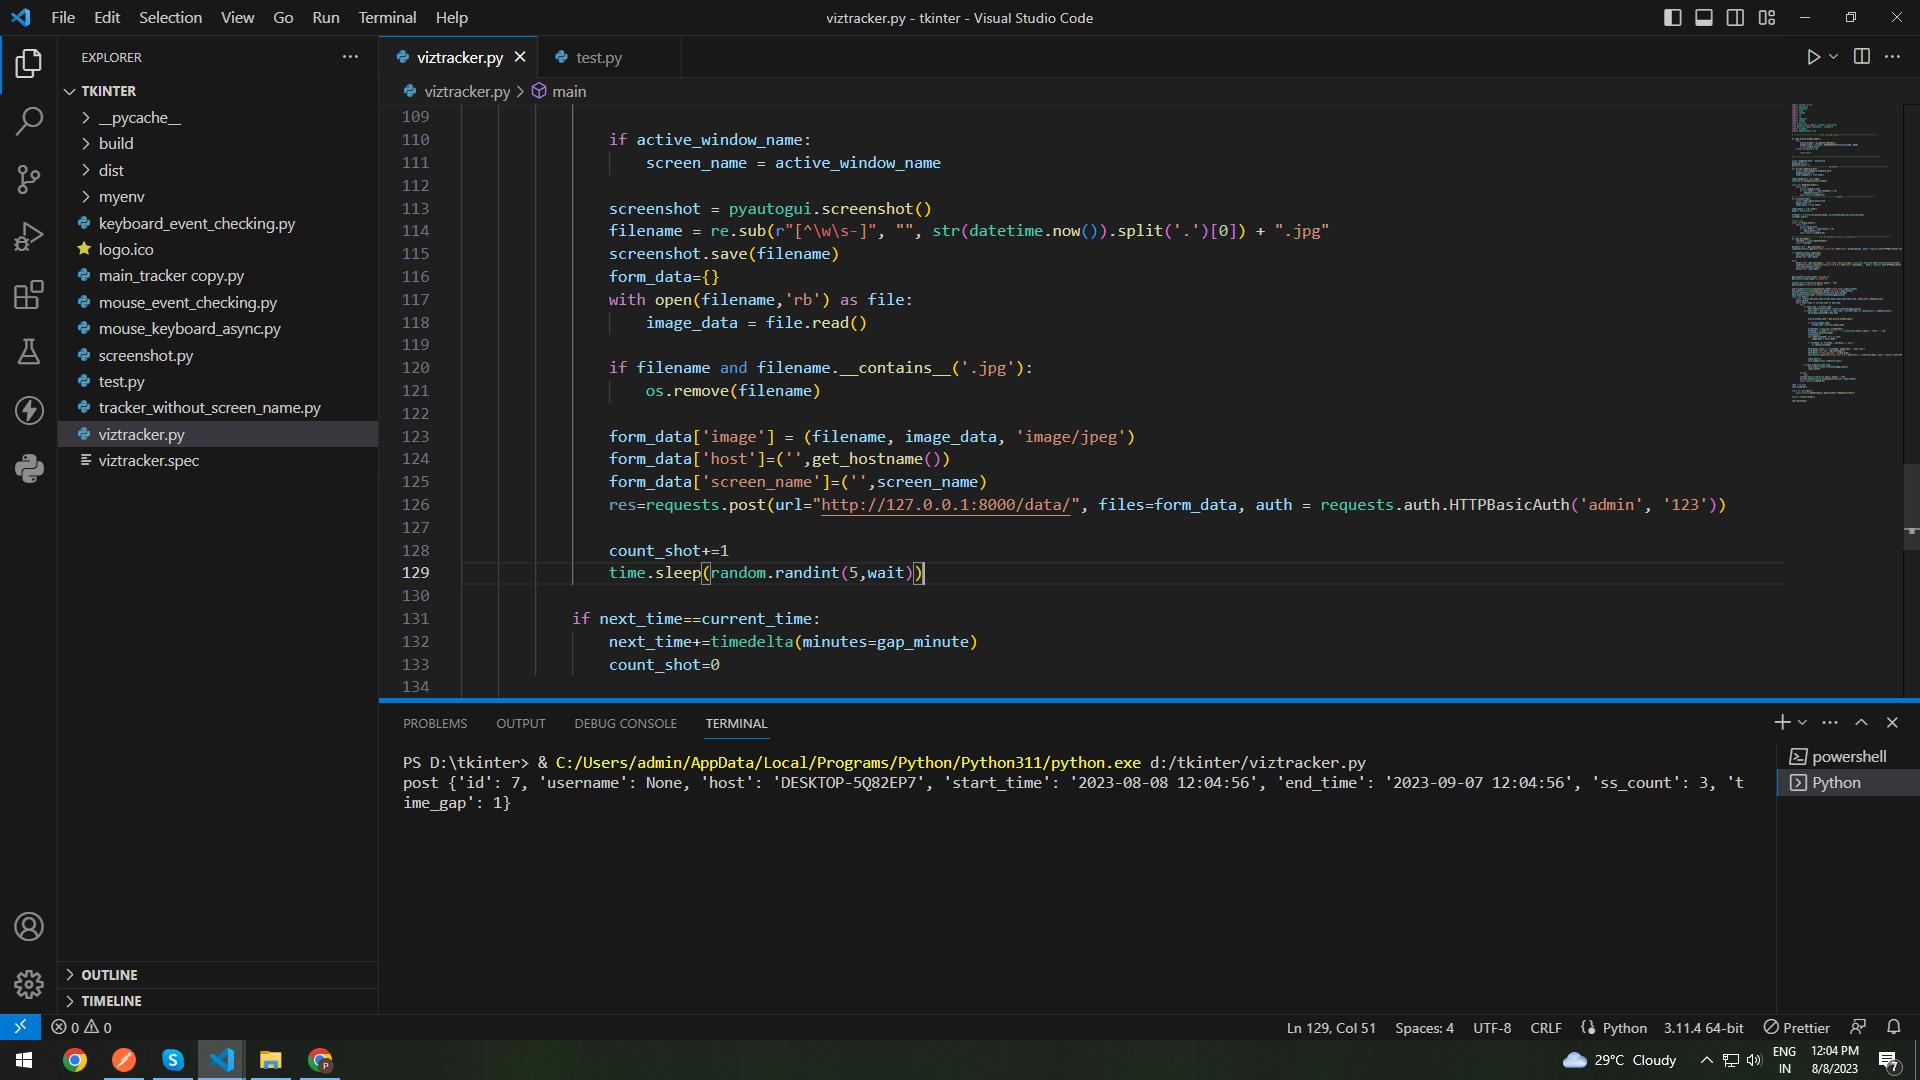 File Edit Selection View Go Run Terminal Help
viztracker.py - tkinter - Visual Studio Code
EXPLORER
TKINTER
__pycache__
build
dist
myenv
keyboard_event_checking.py
logo.ico
main_tracker copy.py
mouse_event_checking.py
mouse_keyboard_async.py
screenshot.py
test.py
tracker_without_screen_name.py
viztracker.py
viztracker.spec
OUTLINE
TIMELINE
viztracker.py test.py
viztracker.py > main
109
110 if active_window_name:
111 screen_name = active_window_name
112
113 screenshot = pyautogui.screenshot()
114 filename = re.sub(r"[^\w\s-]", "", str(datetime.now()).split('.')[0]) + ".jpg"
115 screenshot.save(filename)
116 form_data={}
117 with open(filename,'rb') as file:
118 image_data = file.read()
119
120 if filename and filename.__contains__('.jpg'):
121 os.remove(filename)
122
123 form_data['image'] = (filename, image_data, 'image/jpeg')
124 form_data['host']=('',get_hostname())
125 form_data['screen_name']=('',screen_name)
126 res=requests.post(url="http://127.0.0.1:8000/data/", files=form_data, auth = requests.auth.HTTPBasicAuth('admin', '123'))
127
128 count_shot+=1
129 time.sleep(random.randint(5,wait))
130
131 if next_time==current_time:
132 next_time+=timedelta(minutes=gap_minute)
133 count_shot=0
134
PROBLEMS OUTPUT DEBUG CONSOLE TERMINAL
PS D:\tkinter> & C:/Users/admin/AppData/Local/Programs/Python/Python311/python.exe d:/tkinter/viztracker.py
post {'id': 7, 'username': None, 'host': 'DESKTOP-5Q82EP7', 'start_time': '2023-08-08 12:04:56', 'end_time': '2023-09-07 12:04:56', 'ss_count': 3, 't
ime_gap': 1}
powershell
Python
0 0
Ln 129, Col 51 Spaces: 4 UTF-8 CRLF Python 3.11.4 64-bit Prettier
29°C Cloudy
ENG
IN
12:04 PM
8/8/2023
7